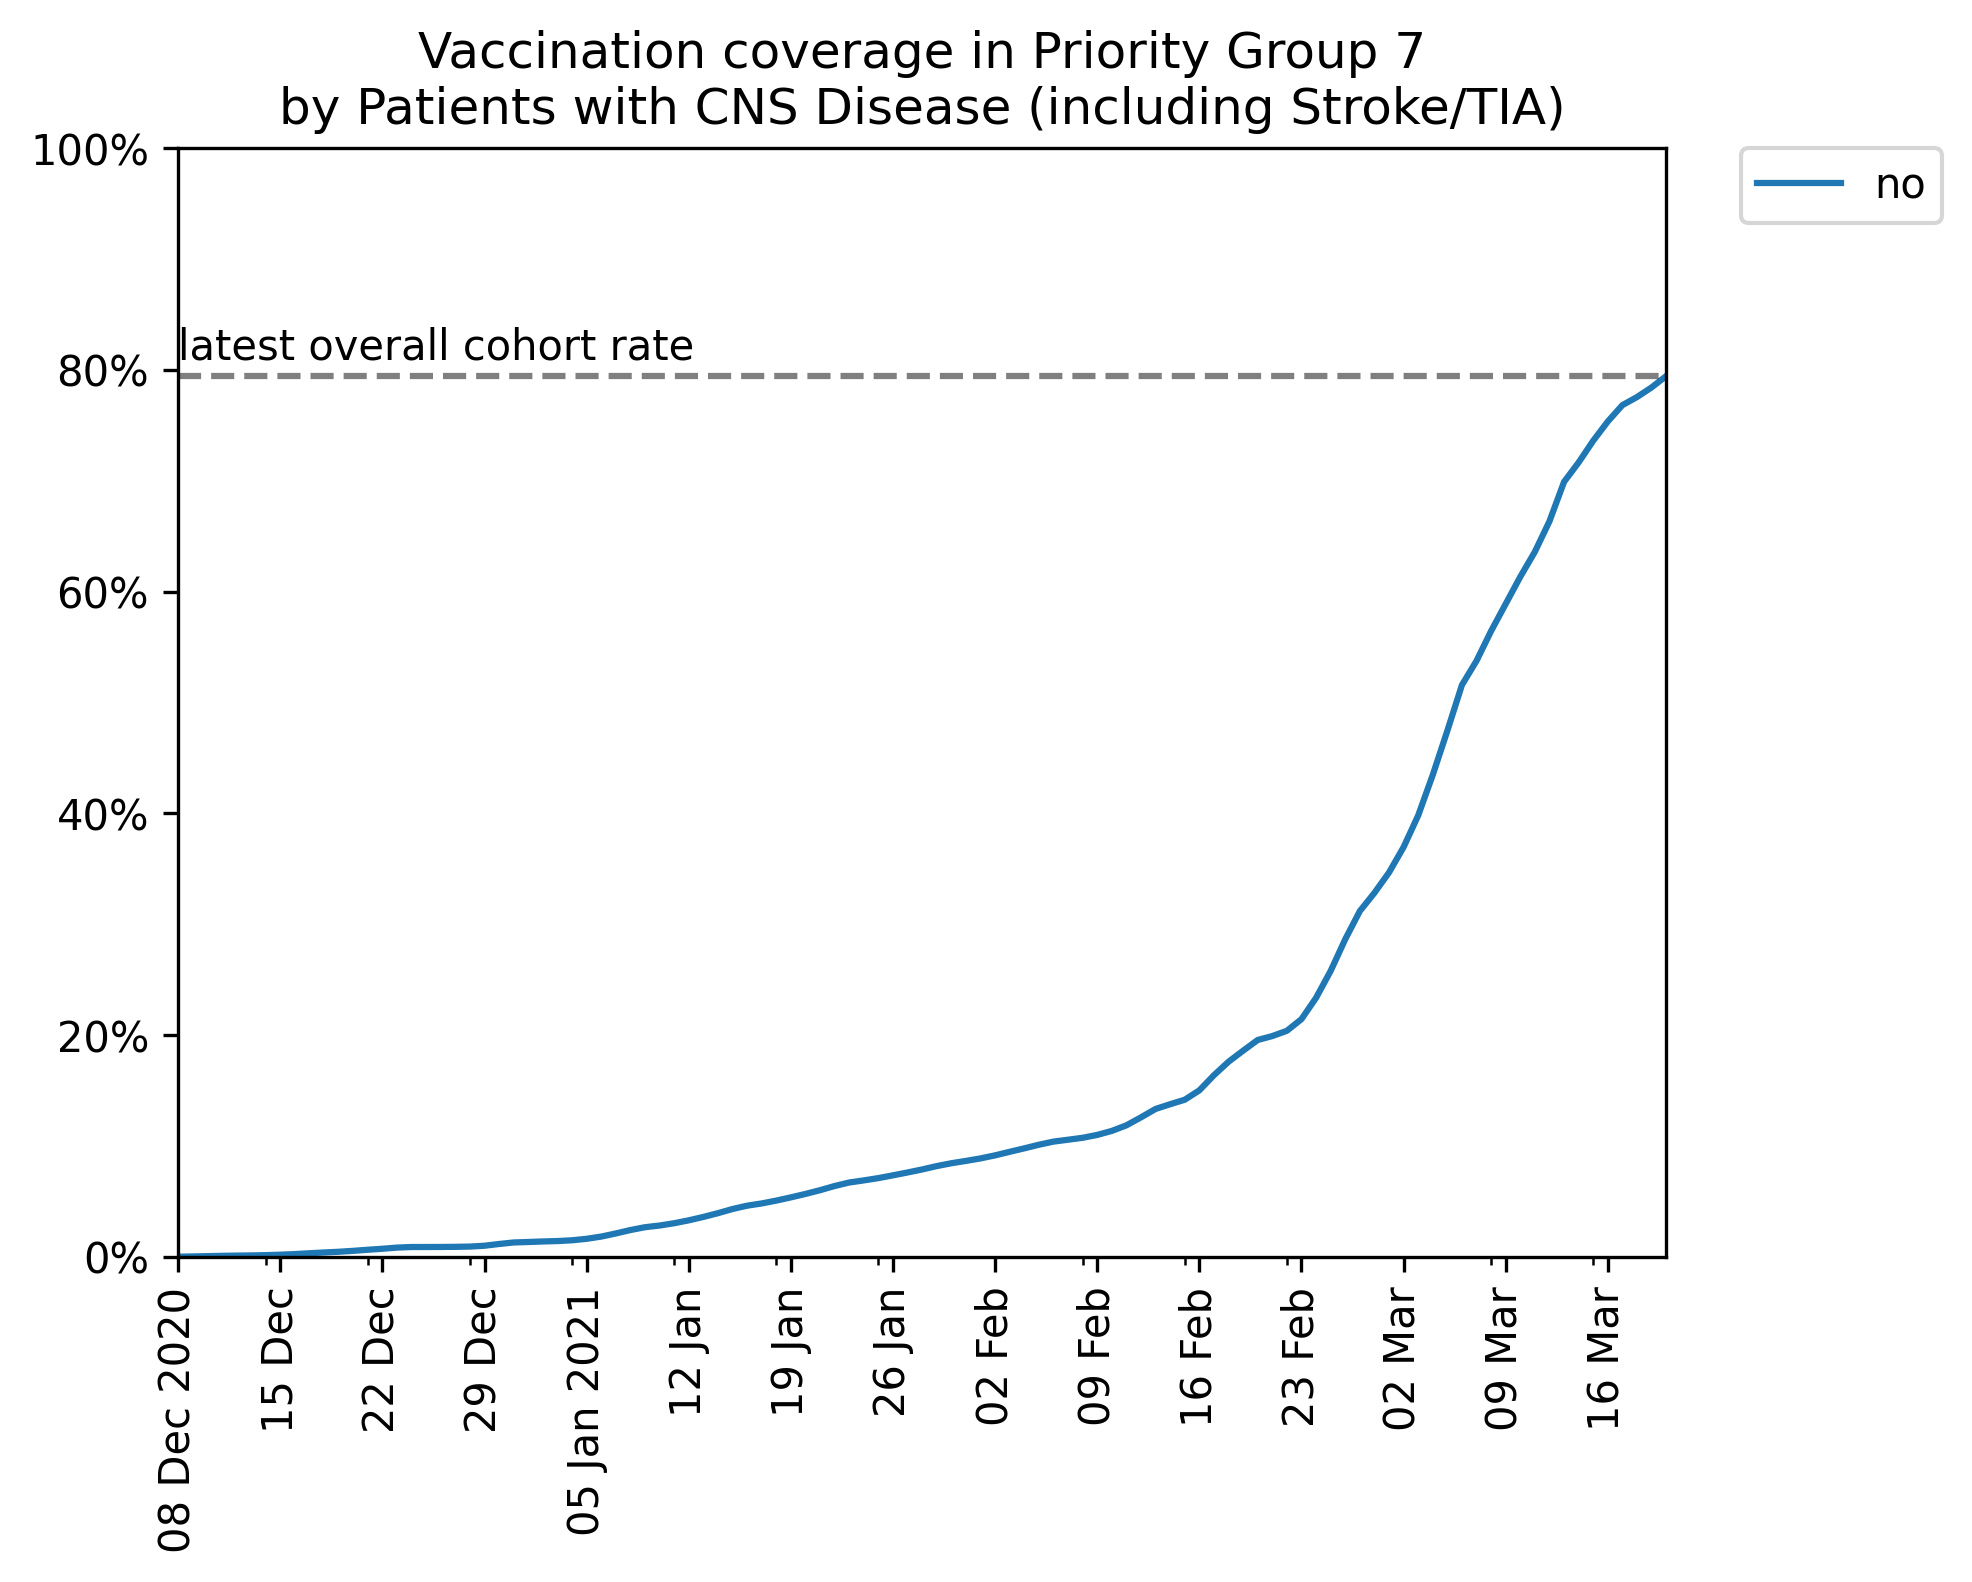 Vaccination coverage in Priority Group 7
by Patients with CNS Disease (including Stroke/TIA)
100%
80%
60%
40%
20%
0%
latest overall cohort rate
no
08 Dec 2020
15 Dec
22 Dec
29 Dec
05 Jan 2021
12 Jan
19 Jan
26 Jan
02 Feb
09 Feb
16 Feb
23 Feb
02 Mar
09 Mar
16 Mar